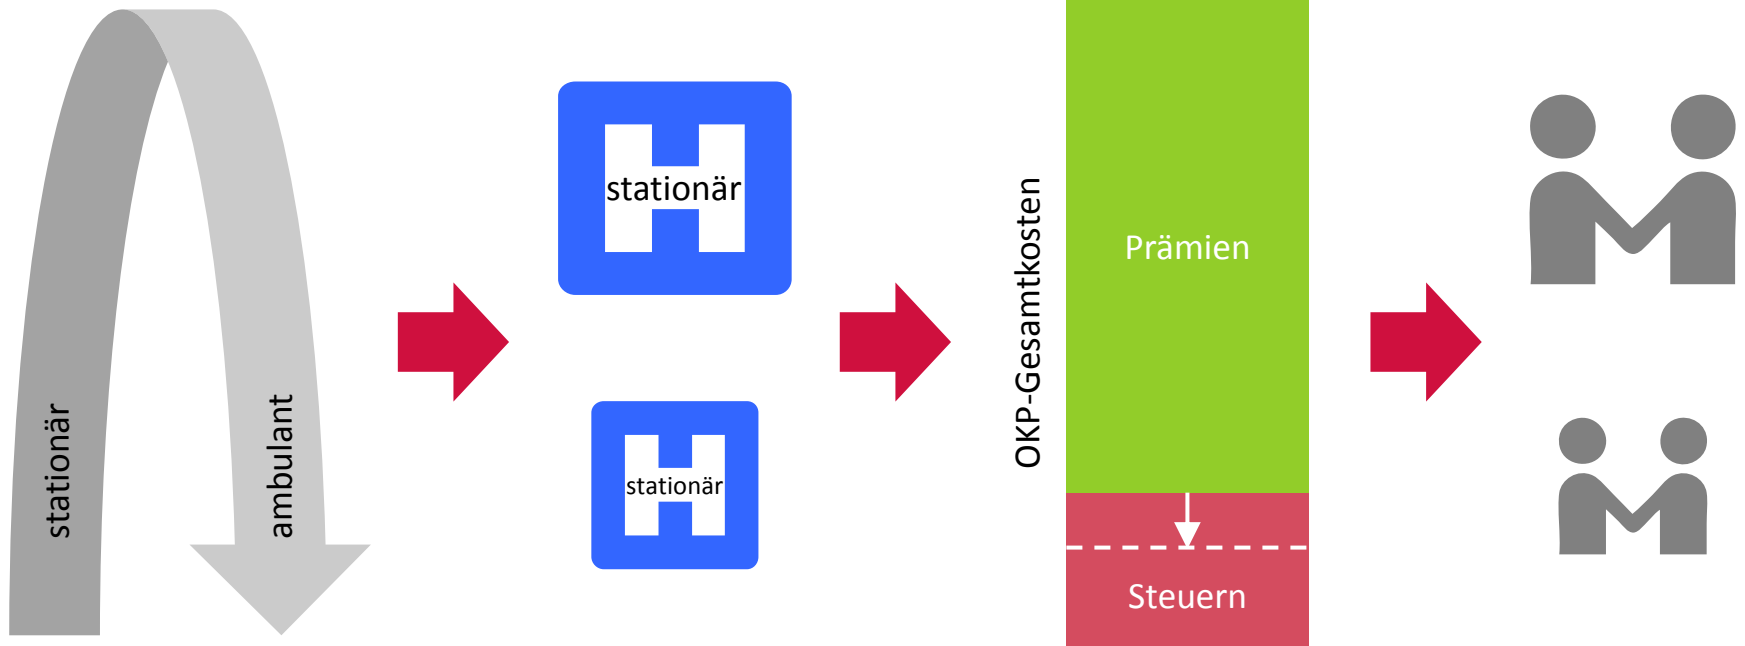 stationär
ambulant
stationär
stationär
OKP-Gesamtkosten
Prämien
Steuern